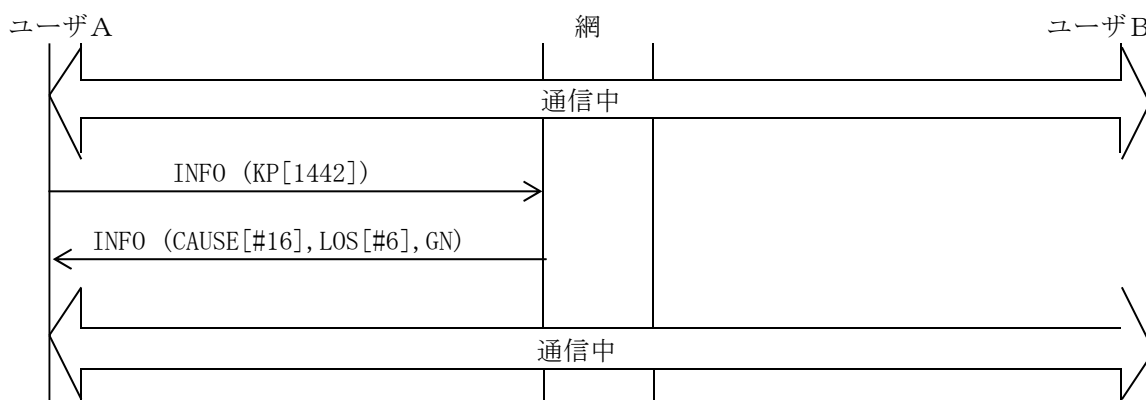 ユーザA 網 ユーザB
通信中
INFO (KP[1442])
INFO (CAUSE[#16],LOS[#6],GN)
通信中